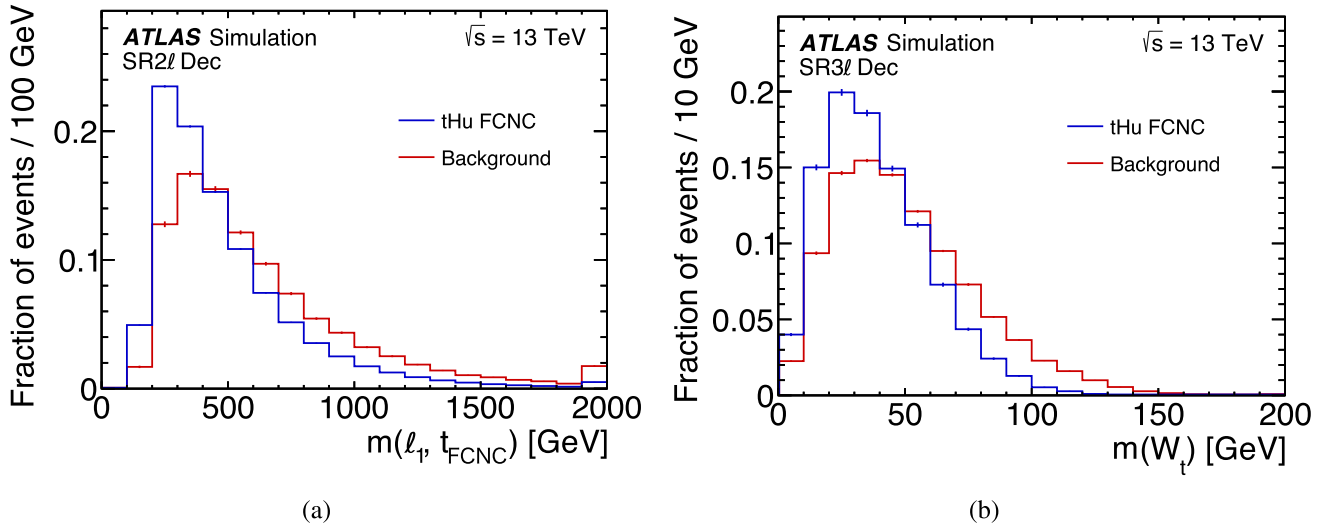 ATLAS Simulation
√s = 13 TeV
SR2ℓ Dec
tHu FCNC
Background
Fraction of events / 100 GeV
0.2
0.1
0
0 500 1000 1500 2000
m(ℓ1, tFCNC) [GeV]
(a)
ATLAS Simulation
√s = 13 TeV
SR3ℓ Dec
tHu FCNC
Background
Fraction of events / 10 GeV
0.2
0.15
0.1
0.05
0
0 50 100 150 200
m(Wt) [GeV]
(b)